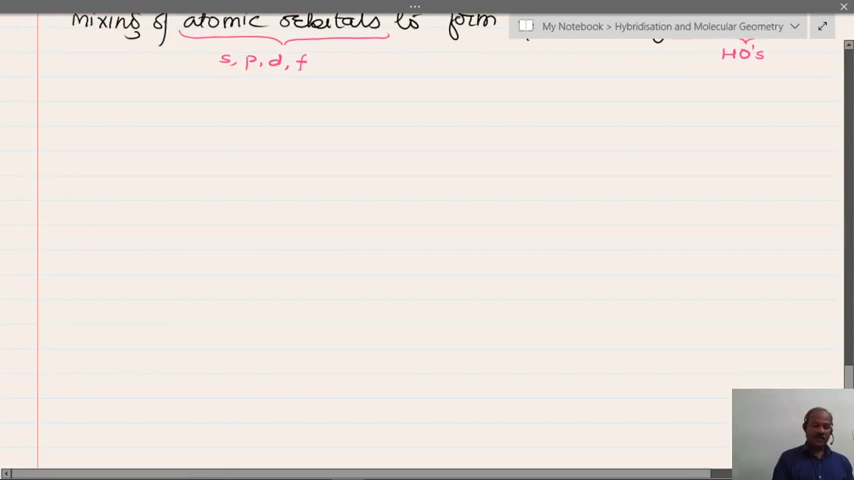 mixing of atomic orbitals to form
My Notebook > Hybridisation and Molecular Geometry
s, p, d, f
HO's